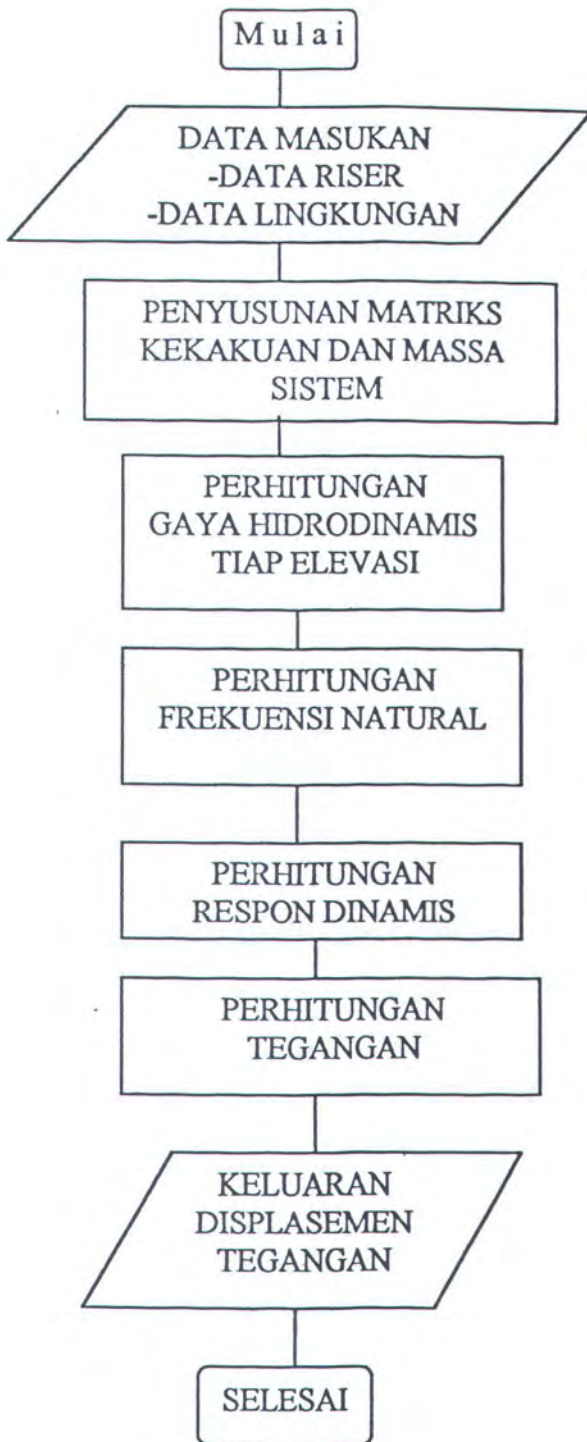 Mulai
DATA MASUKAN
-DATA RISER
-DATA LINGKUNGAN
PENYUSUNAN MATRIKS
KEKAKUAN DAN MASSA
SISTEM
PERHITUNGAN
GAYA HIDRODINAMIS
TIAP ELEVASI
PERHITUNGAN
FREKUENSI NATURAL
PERHITUNGAN
RESPON DINAMIS
PERHITUNGAN
TEGANGAN
KELUARAN
DISPLASEMEN
TEGANGAN
SELESAI